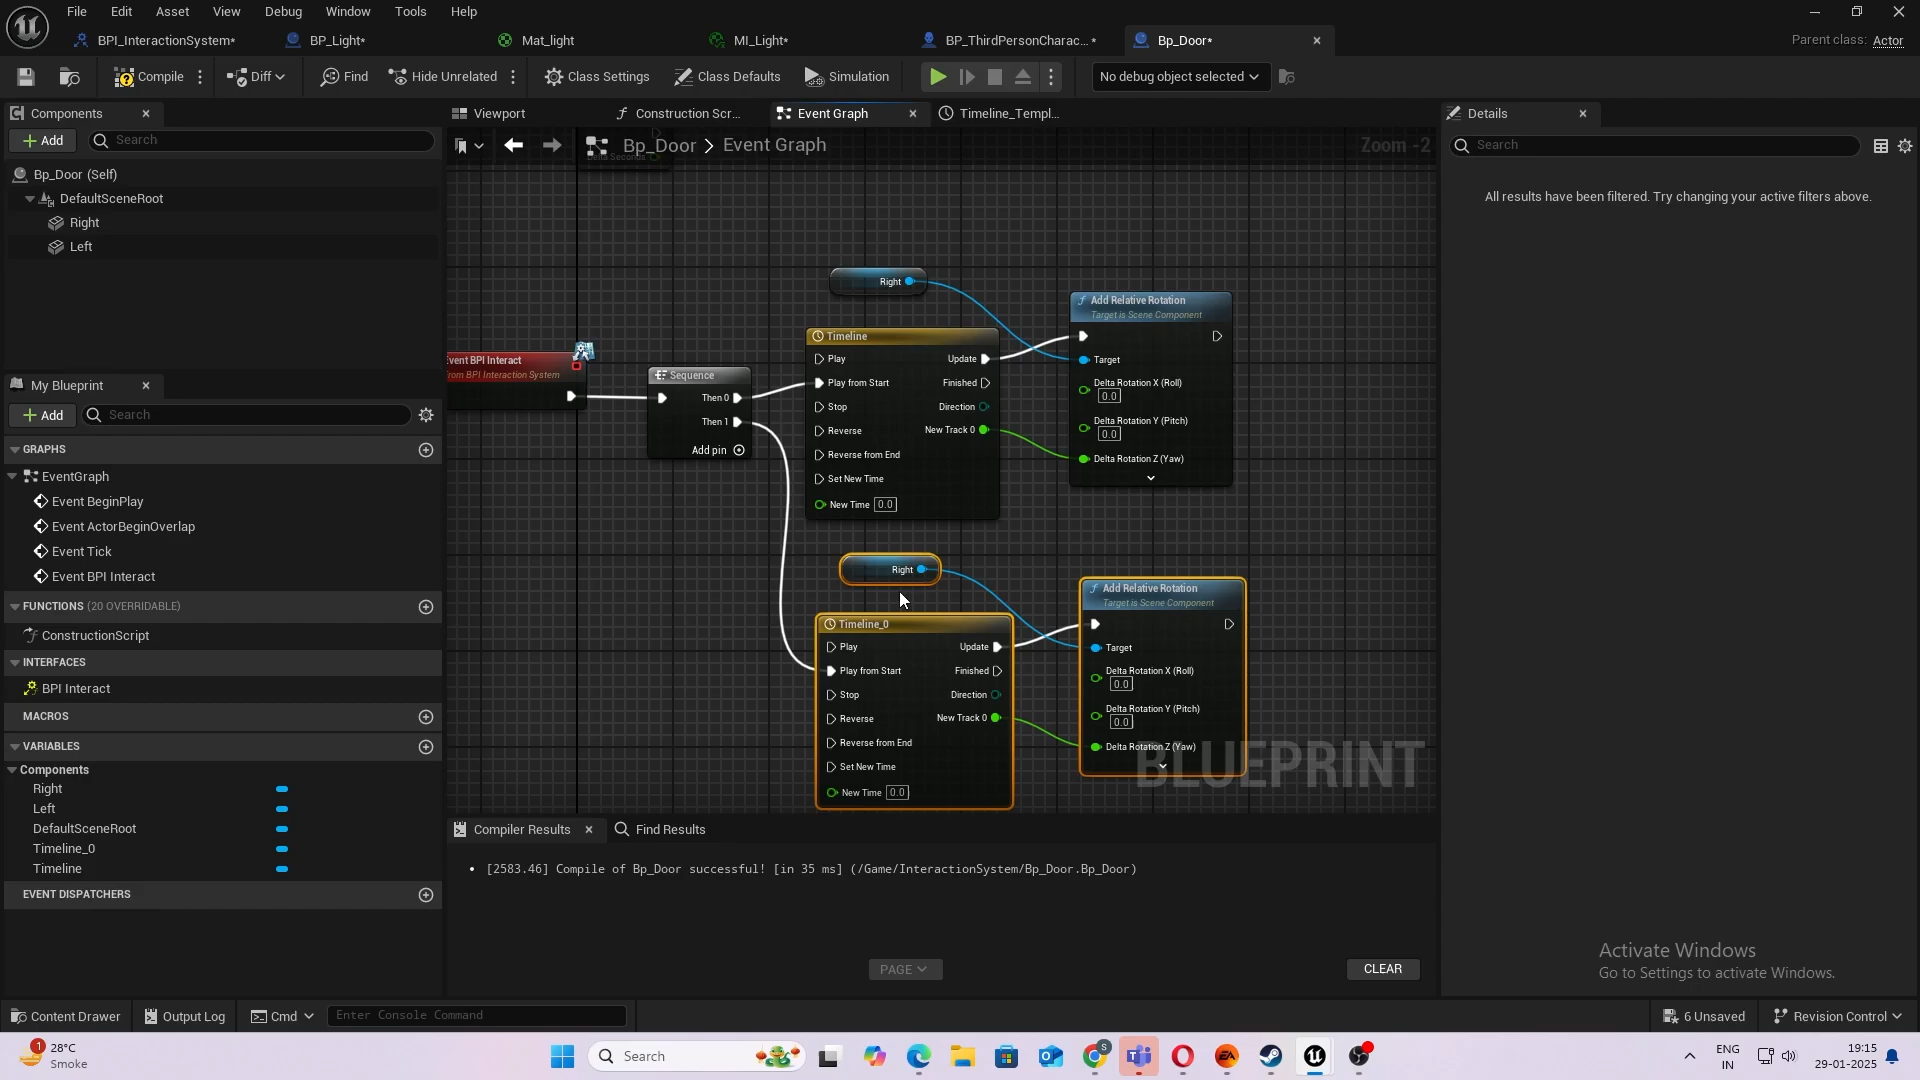 File Edit Asset View Debug Window Tools Help
BPI_InteractionSystem* BP_Light* Mat_light MI_Light* BP_ThirdPersonCharac...* Bp_Door* Parent class: Actor
Compile Diff Find Hide Unrelated Class Settings Class Defaults Simulation No debug object selected
Components
Add Search
Bp_Door (Self)
DefaultSceneRoot
Right
Left
My Blueprint
Add Search
GRAPHS
EventGraph
Event BeginPlay
Event ActorBeginOverlap
Event Tick
Event BPI Interact
FUNCTIONS (20 OVERRIDABLE)
ConstructionScript
INTERFACES
BPI Interact
MACROS
VARIABLES
Components
Right
Left
DefaultSceneRoot
Timeline_0
Timeline
EVENT DISPATCHERS
Viewport Construction Scr... Event Graph Timeline_Templ...
Bp_Door > Event Graph Zoom -2
Delta Seconds
vent BPI Interact
rom BPI Interaction System
Sequence
Then 0
Then 1
Add pin
Right
Timeline
Play Update
Play from Start Finished
Stop Direction
Reverse New Track 0
Reverse from End
Set New Time
New Time 0.0
Add Relative Rotation
Target is Scene Component
Target
Delta Rotation X (Roll)
0.0
Delta Rotation Y (Pitch)
0.0
Delta Rotation Z (Yaw)
Right
Timeline_0
Play Update
Play from Start Finished
Stop Direction
Reverse New Track 0
Reverse from End
Set New Time
New Time 0.0
Add Relative Rotation
Target is Scene Component
Target
Delta Rotation X (Roll)
0.0
Delta Rotation Y (Pitch)
0.0
Delta Rotation Z (Yaw)
BLUEPRINT
Compiler Results Find Results
[2583.46] Compile of Bp_Door successful! [in 35 ms] (/Game/InteractionSystem/Bp_Door.Bp_Door)
PAGE CLEAR
Details
Search
All results have been filtered. Try changing your active filters above.
Activate Windows
Go to Settings to activate Windows.
Content Drawer Output Log Cmd Enter Console Command 6 Unsaved Revision Control
1 28°C
Smoke
Search
S
EA
ENG
IN
19:15
29-01-2025